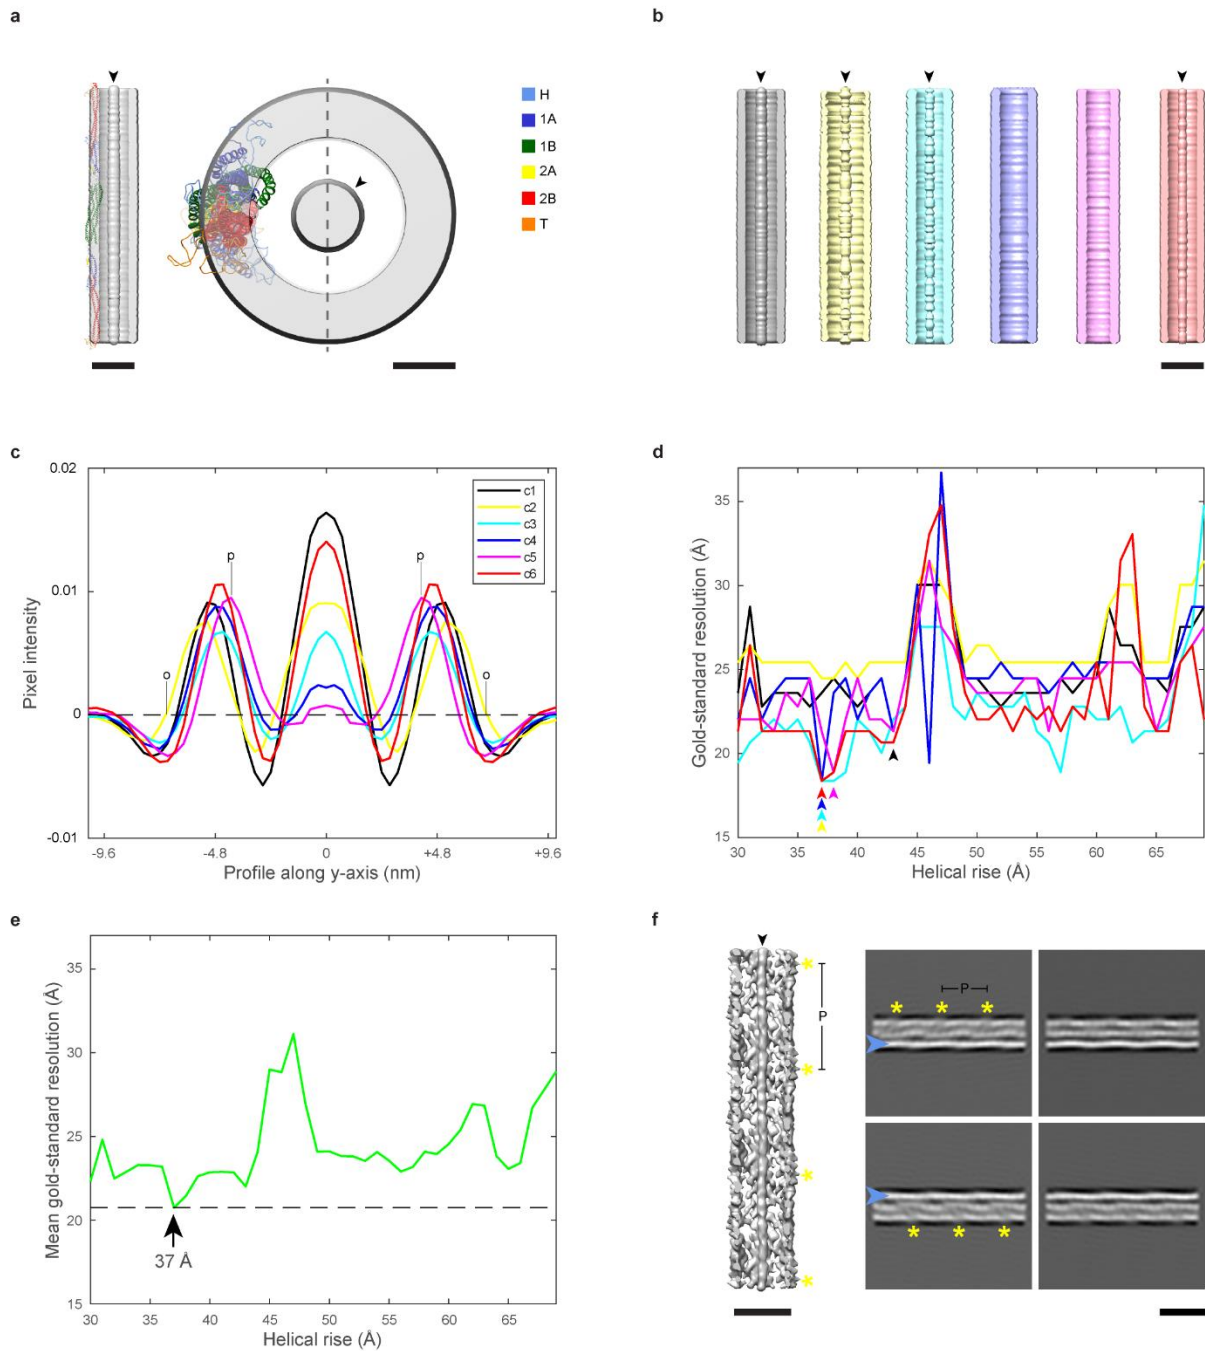 a
H
1A
1B
2A
2B
T
b
c
0.02
0.01
0
-0.01
Pixel intensity
p
p
o
o
c1
c2
c3
c4
c5
c6
-9.6
-4.8
0
+4.8
+9.6
Profile along y-axis (nm)
d
35
30
25
20
15
Gold-standard resolution (Å)
30
35
40
45
50
55
60
65
Helical rise (Å)
e
35
30
25
20
15
Mean gold-standard resolution (Å)
37 Å
30
35
40
45
50
55
60
65
Helical rise (Å)
f
P
P